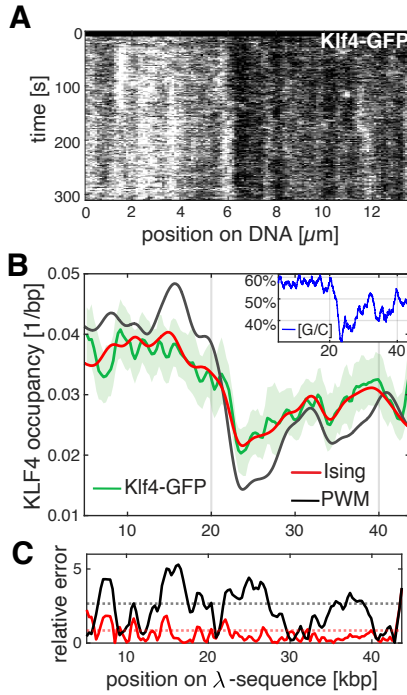 A
Klf4-GFP
time [s]
0
100
200
300
0 2 4 6 8 10 12
position on DNA [μm]
B
KLF4 occupancy [1/bp]
0.05
0.04
0.03
0.02
0.01
60%
50%
40%
[G/C]
20 40
Klf4-GFP
Ising
PWM
10 20 30 40
C
relative error
5
0
10 20 30 40
position on λ-sequence [kbp]